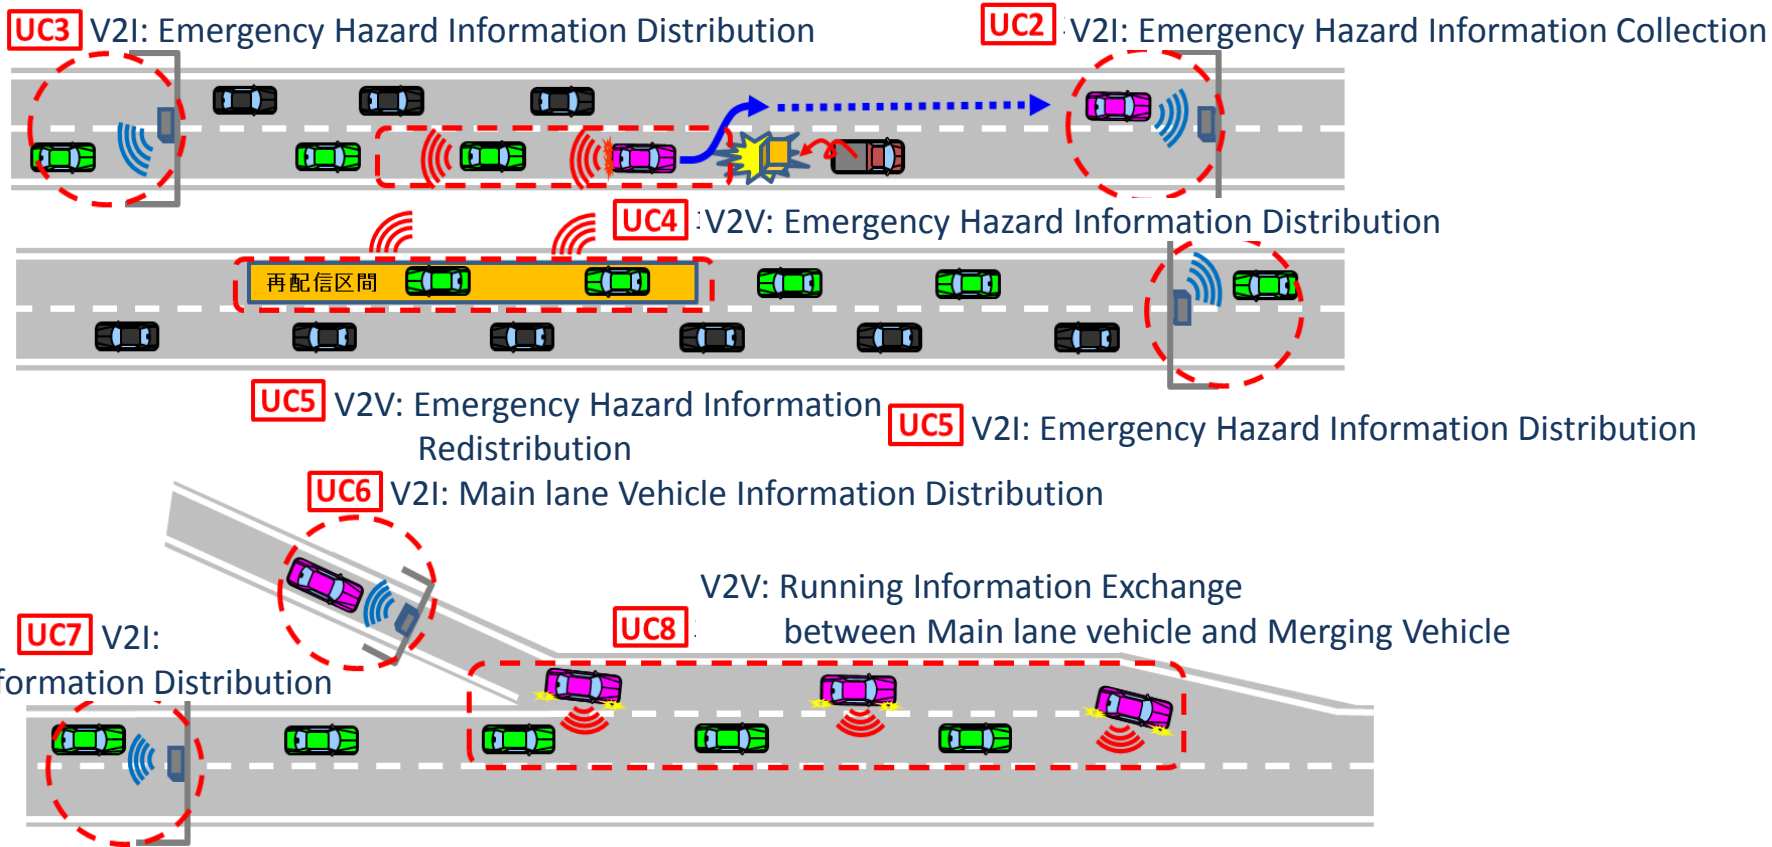 UC3 V2I: Emergency Hazard Information Distribution
UC2 V2I: Emergency Hazard Information Collection
UC4 V2V: Emergency Hazard Information Distribution
再配信区間
UC5 V2V: Emergency Hazard Information
Redistribution
UC5 V2I: Emergency Hazard Information Distribution
UC6 V2I: Main lane Vehicle Information Distribution
V2V: Running Information Exchange
UC8 between Main lane vehicle and Merging Vehicle
UC7 V2I:
formation Distribution